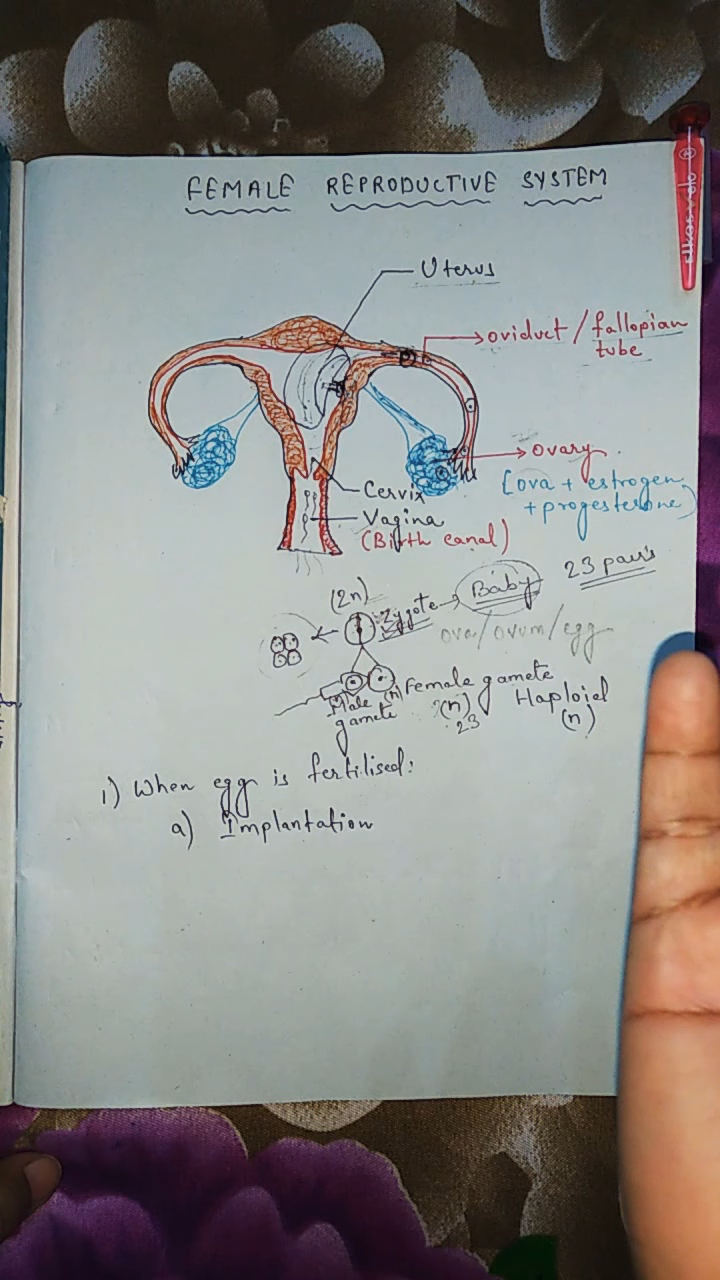 FEMALE REPRODUCTIVE SYSTEM
Uterus
oviduct / fallopian
tube
ovary
[ova + estrogen
+ progesterone)
Cervix
Vagina
(Birth canal)
(2n)
Zygote → Baby 23 pairs
ova/ovum/egg
Male
gamete
(n) Female gamete
(n)
23
Haploid
(n)
1) When egg is fertilised:
a) Implantation